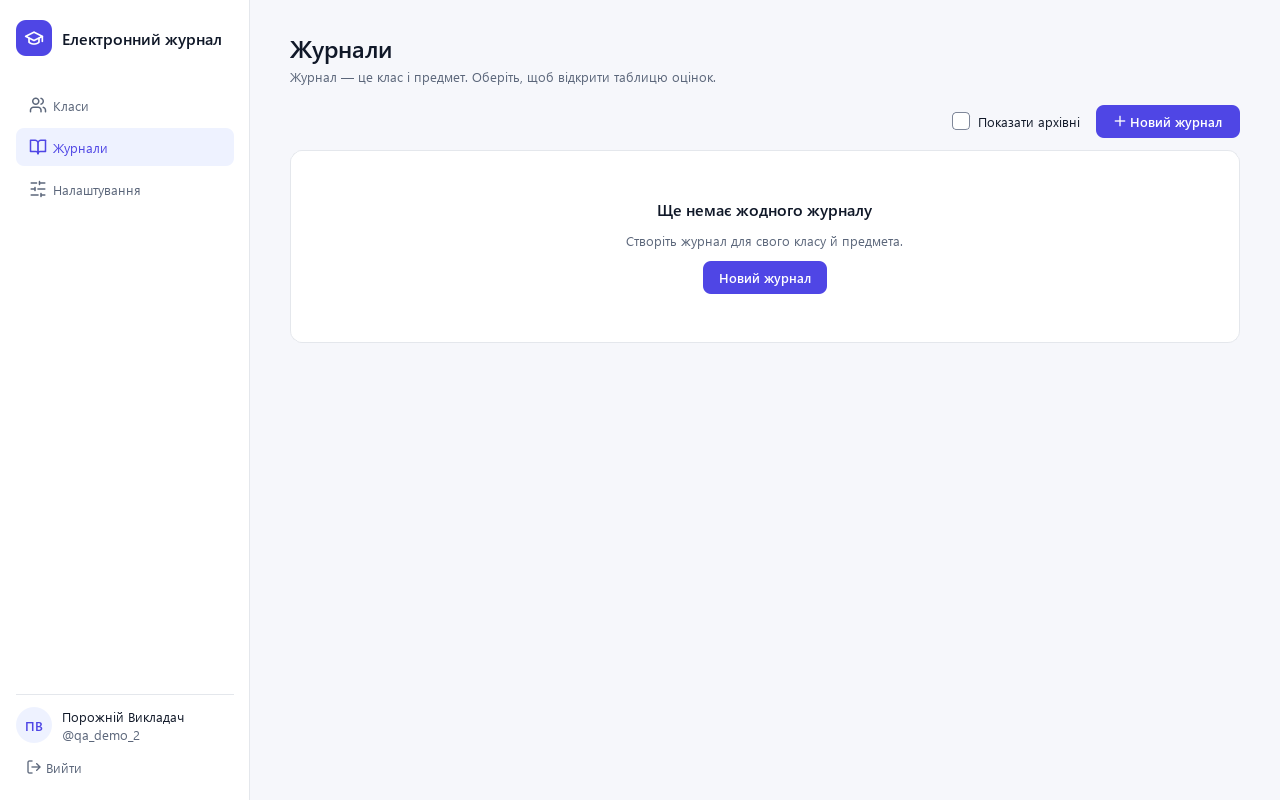 Електронний журнал
Класи
Журнали
Налаштування
Порожній Викладач
ПВ
@qa_demo_2
Вийти
Журнали
Журнал — це клас і предмет. Оберіть, щоб відкрити таблицю оцінок.
Показати архівні
Новий журнал
Ще немає жодного журналу
Створіть журнал для свого класу й предмета.
Новий журнал